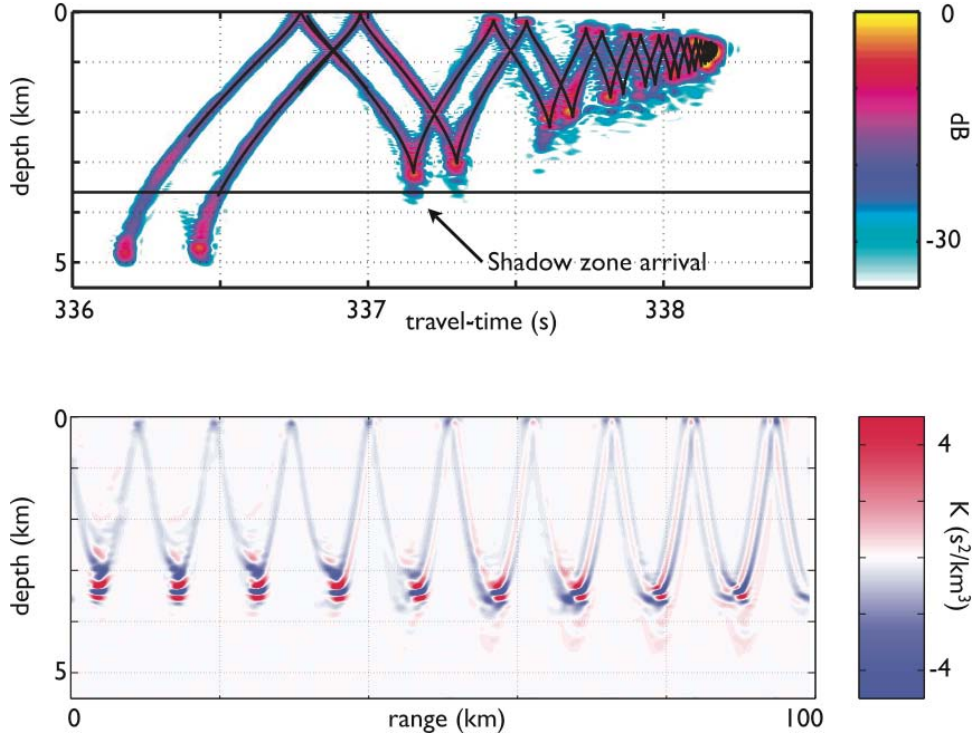 0
depth (km)
5
336
337
338
travel-time (s)
Shadow zone arrival
0
dB
-30
0
depth (km)
5
0
range (km)
100
4
K (s²/km³)
-4